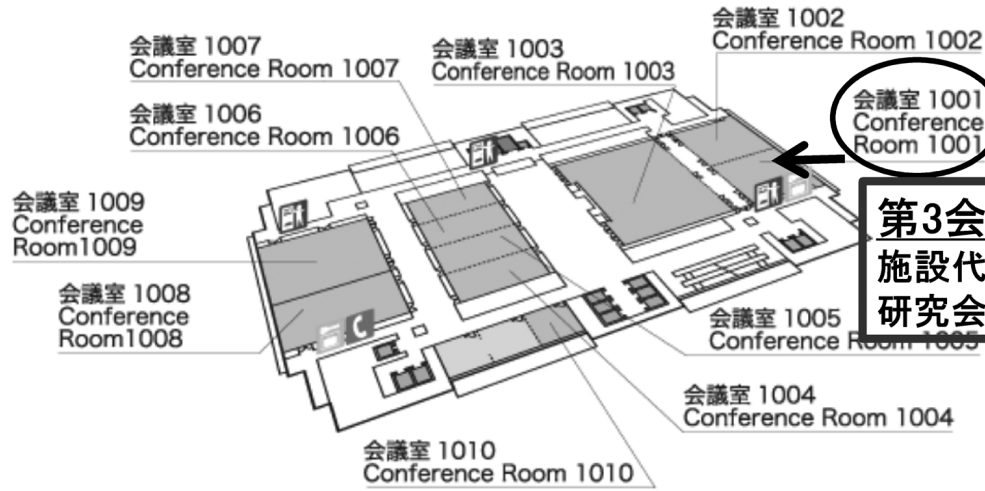 会議室 1007
Conference Room 1007
会議室 1003
Conference Room 1003
会議室 1002
Conference Room 1002
会議室 1006
Conference Room 1006
会議室 1001
Conference
Room 1001
会議室 1009
Conference
Room1009
第3会
施設代
研究会
会議室 1008
Conference
Room1008
会議室 1005
Conference Room 1005
会議室 1004
Conference Room 1004
会議室 1010
Conference Room 1010